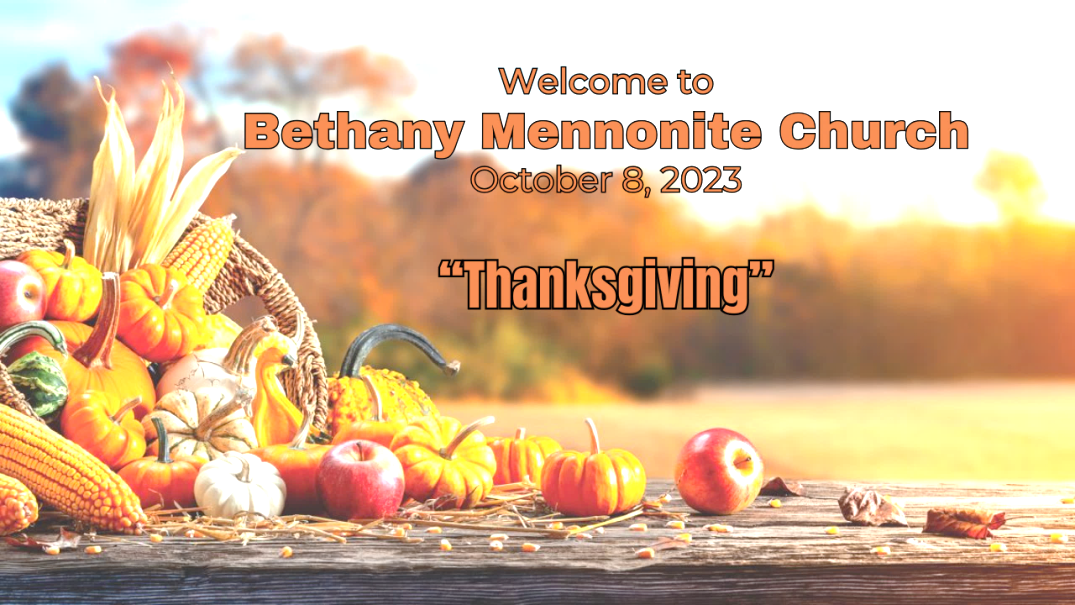 Welcome to
Bethany Mennonite Church
October 8, 2023
“Thanksgiving”